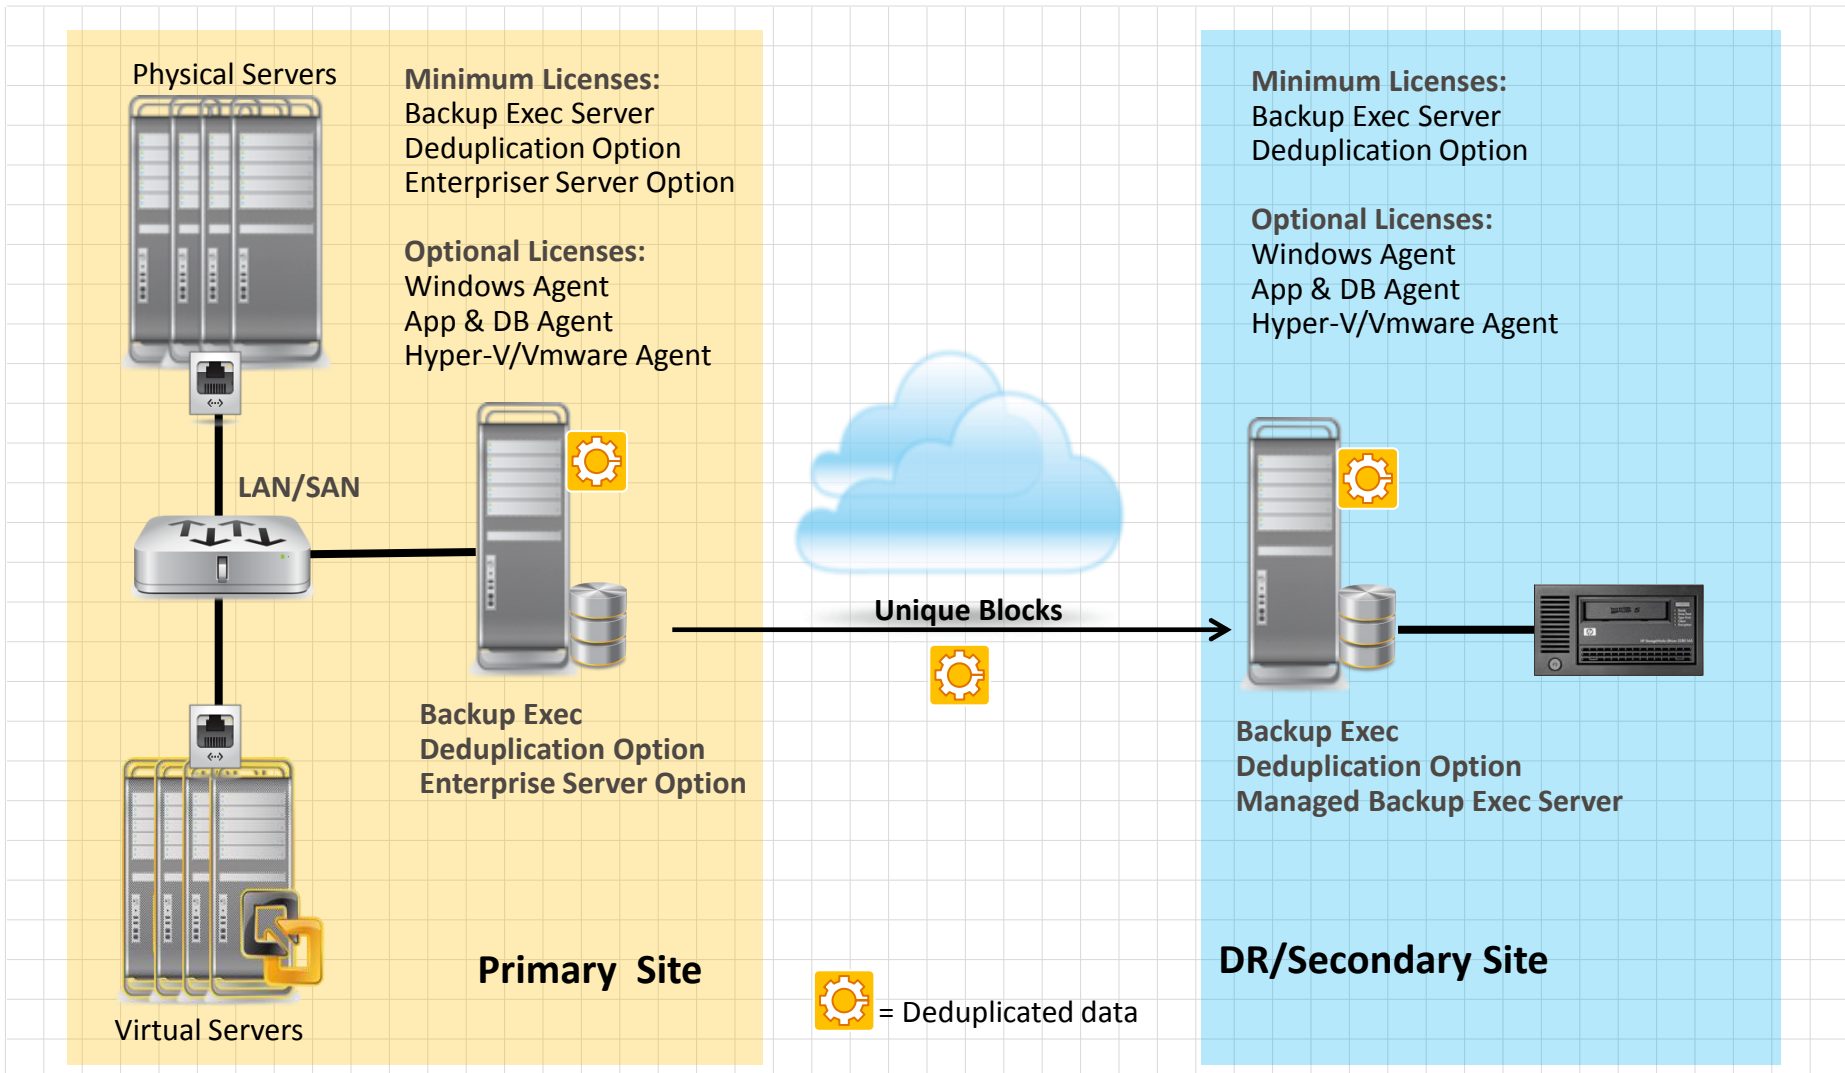 Physical Servers
Minimum Licenses:
Backup Exec Server
Deduplication Option
Enterpriser Server Option
Optional Licenses:
Windows Agent
App & DB Agent
Hyper-V/Vmware Agent
LAN/SAN
Backup Exec
Deduplication Option
Enterprise Server Option
Virtual Servers
Primary  Site
Unique Blocks
= Deduplicated data
Minimum Licenses:
Backup Exec Server
Deduplication Option
Optional Licenses:
Windows Agent
App & DB Agent
Hyper-V/Vmware Agent
Backup Exec
Deduplication Option
Managed Backup Exec Server
DR/Secondary Site